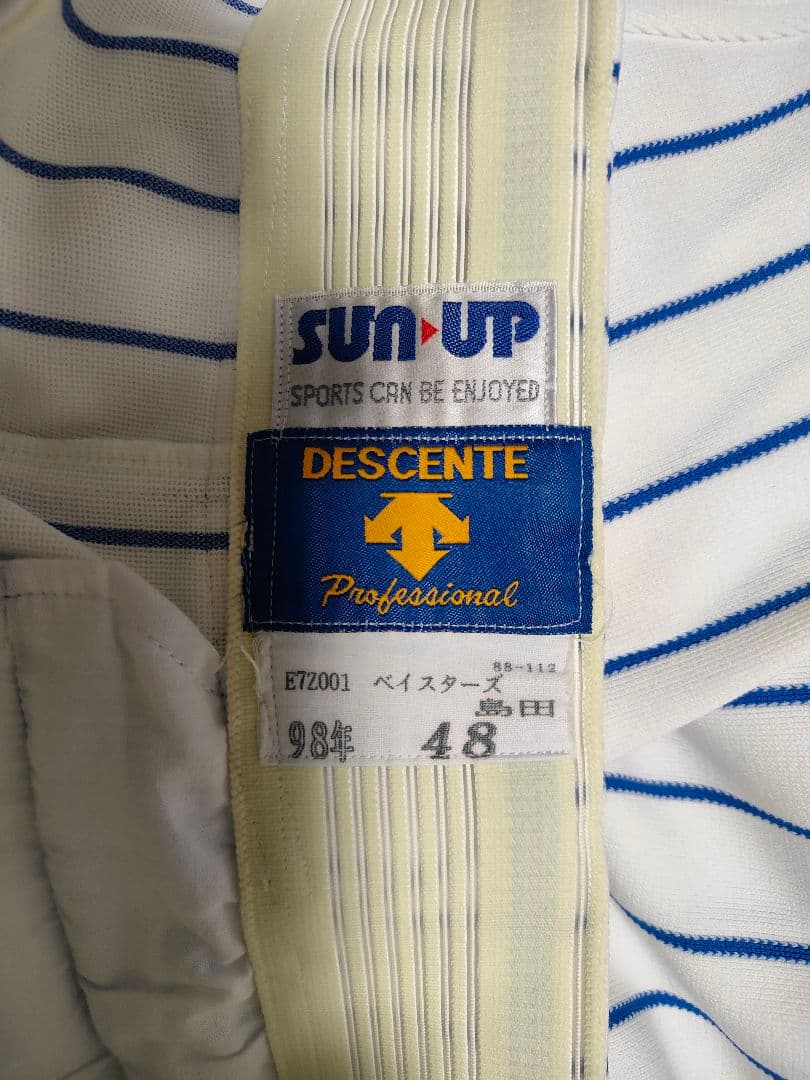 SUN▶UP
SPORTS CAN BE ENJOYED
DESCENTE
Professional
88-112
E7Z001 ベイスターズ
島田
98年 48